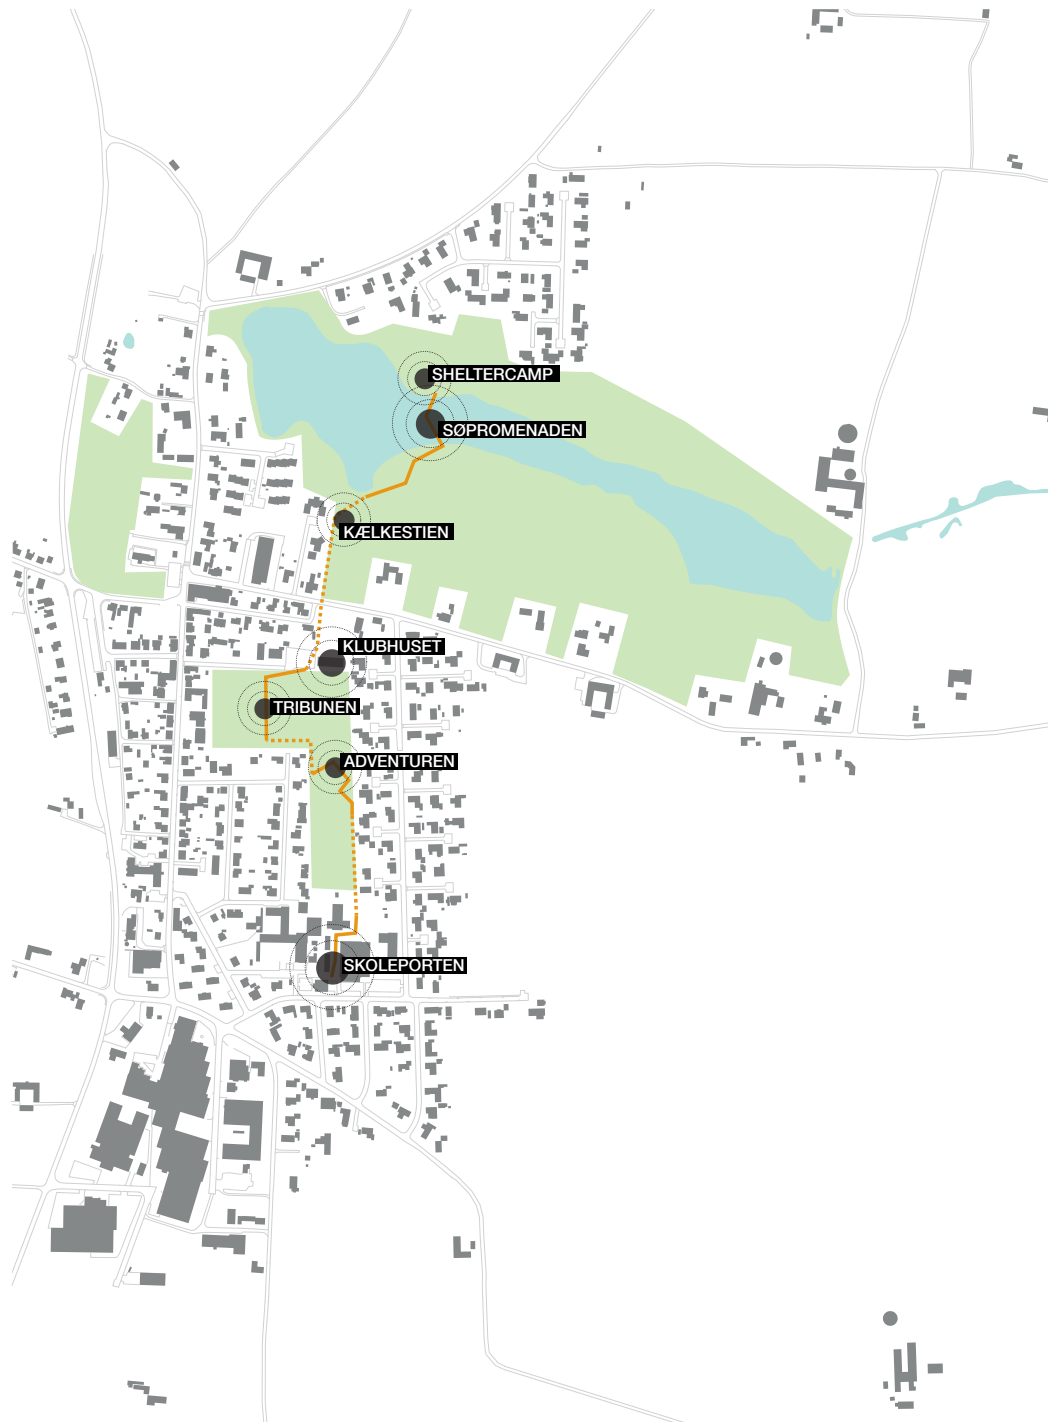 SHELTERCAMP
SØPROMENADEN
KÆLKESTIEN
KLUBHUSET
TRIBUNEN
ADVENTUREN
SKOLEPORTEN